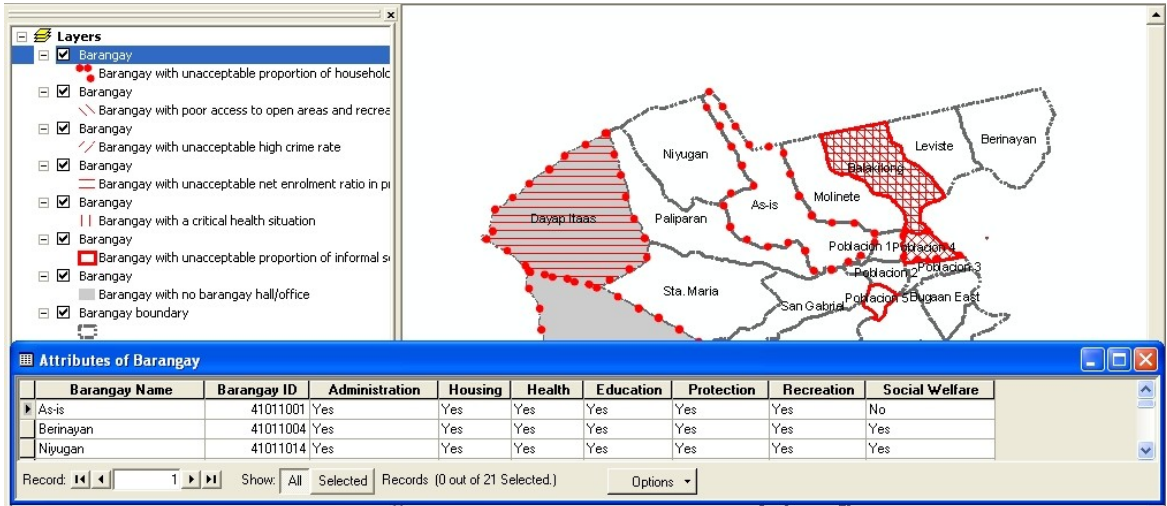 Layers
Barangay
Barangay with unacceptable proportion of househol
Barangay
Barangay with poor access to open areas and recrea
Barangay
Barangay with unacceptable high crime rate
Barangay
Barangay with unacceptable net enrolment ratio in p
Barangay
Barangay with a critical health situation
Barangay
Barangay with unacceptable proportion of informal s
Barangay
Barangay with no barangay hall/office
Barangay boundary
Berinayan
Leviste
Niyugan
Balakilong
Molinete
As-is
Dayap Itaas
Paliparan
Poblacion 1
Poblacion 4
Poblacion 2
Poblacion 3
Sta. Maria
San Gabriel
Poblacion 5
Bugaan East
Attributes of Barangay
Barangay Name Barangay ID Administration Housing Health Education Protection Recreation Social Welfare
As-is 41011001 Yes Yes Yes Yes Yes Yes No
Berinayan 41011004 Yes Yes Yes Yes Yes Yes Yes
Niyugan 41011014 Yes Yes Yes Yes Yes Yes Yes
Record: 1 Show: All Selected Records (0 out of 21 Selected.) Options